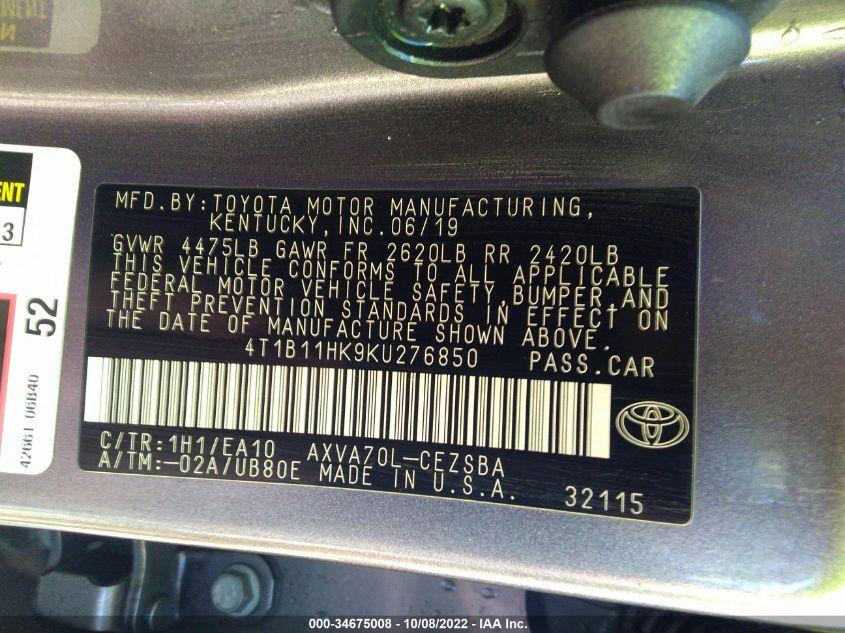 MFD.BY:TOYOTA MOTOR MANUFACTURING,
KENTUCKY,INC.06/19
GVWR 4475LB GAWR FR 2620LB RR 2420LB
THIS VEHICLE CONFORMS TO ALL APPLICABLE
FEDERAL MOTOR VEHICLE SAFETY,BUMPER,AND
THEFT PREVENTION STANDARDS IN EFFECT ON
THE DATE OF MANUFACTURE SHOWN ABOVE.
4T1B11HK9KU276850 PASS.CAR
C/TR:1H1/EA10 AXVA70L-CEZSBA
A/TM:-02A/UB80E MADE IN U.S.A. 32115
3
52
42661 06B40
000-34675008 - 10/08/2022 - IAA Inc.